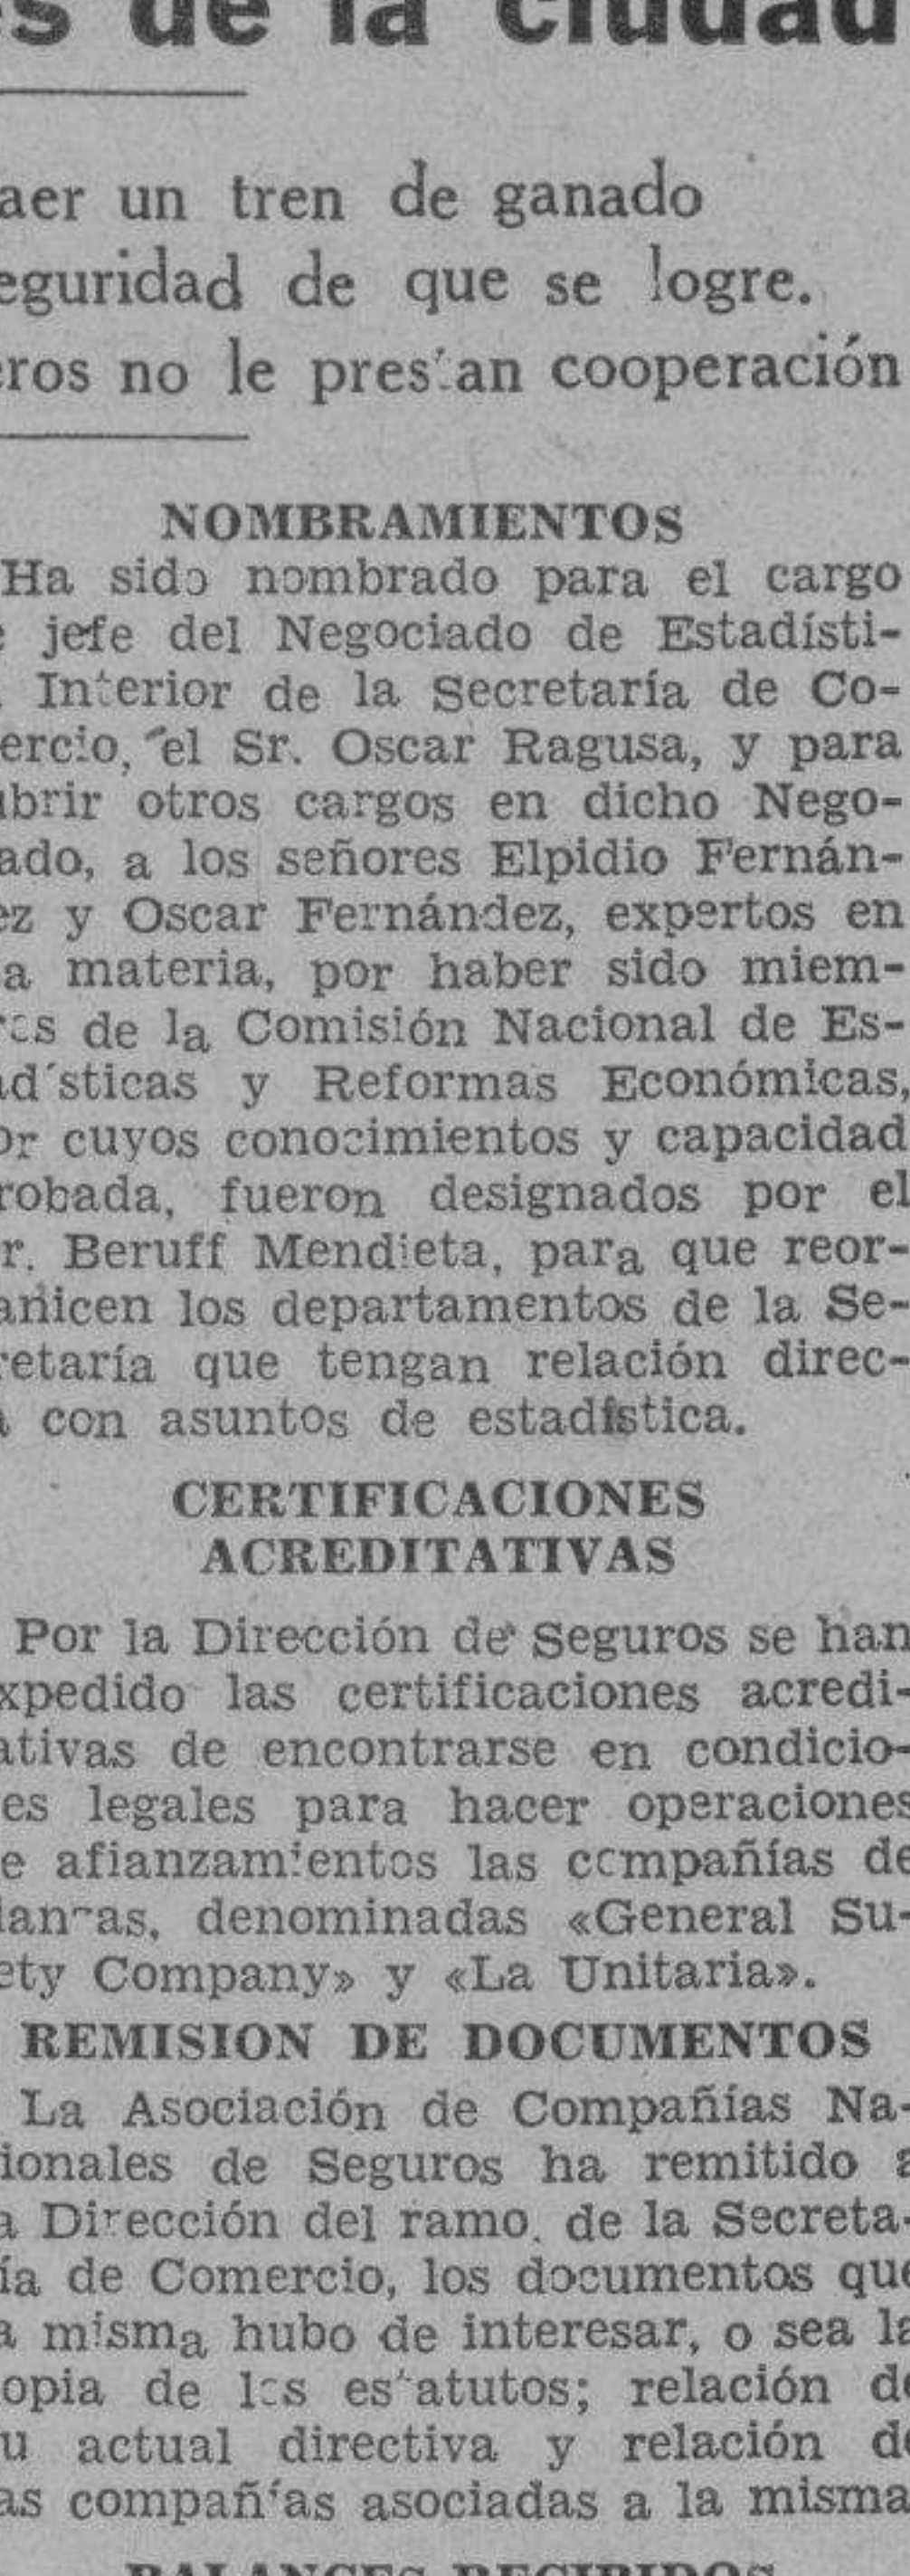 s de la ciudad
aer un tren de ganado
eguridad de que se logre.
eros no le prestan cooperación
NOMBRAMIENTOS
Ha sido nombrado para el cargo
e jefe del Negociado de Estadísti-
Interior de la Secretaría de Co-
ercio, el Sr. Oscar Ragusa, y para
ubrir otros cargos en dicho Nego-
ado, a los señores Elpidio Fernán-
ez y Oscar Fernández, expertos en
a materia, por haber sido miem-
ros de la Comisión Nacional de Es-
adísticas y Reformas Económicas,
or cuyos conocimientos y capacidad
robada, fueron designados por el
r. Beruff Mendieta, para que reor-
anicen los departamentos de la Se-
retaría que tengan relación direc-
a con asuntos de estadística.
CERTIFICACIONES
ACREDITATIVAS
Por la Dirección de Seguros se han
xpedido las certificaciones acredi-
ativas de encontrarse en condicio-
es legales para hacer operaciones
e afianzamientos las compañías de
ianzas, denominadas «General Su-
ety Company» y «La Unitaria».
REMISION DE DOCUMENTOS
La Asociación de Compañías Na-
ionales de Seguros ha remitido a
a Dirección del ramo, de la Secreta-
ía de Comercio, los documentos que
a misma hubo de interesar, o sea la
opia de los estatutos; relación de
u actual directiva y relación de
as compañías asociadas a la misma
BALANCES RECIBIDOS